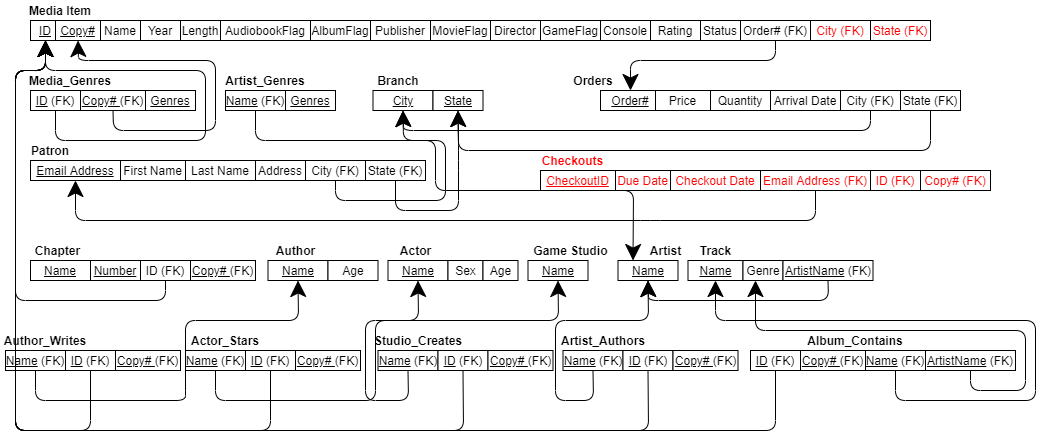 Media Item
ID Copy# Name Year Length AudiobookFlag AlbumFlag Publisher MovieFlag Director GameFlag Console Rating Status Order# (FK) City (FK) State (FK)
Media_Genres Artist_Genres Branch Orders
ID (FK) Copy# (FK) Genres Name (FK) Genres City State Order# Price Quantity Arrival Date City (FK) State (FK)
Patron Checkouts
Email Address First Name Last Name Address City (FK) State (FK)
CheckoutID Due Date Checkout Date Email Address (FK) ID (FK) Copy# (FK)
Chapter Author Actor Game Studio Artist Track
Name Number ID (FK) Copy# (FK) Name Age Name Sex Age Name Name Name Genre ArtistName (FK)
Author_Writes Actor_Stars Studio_Creates Artist_Authors Album_Contains
Name (FK) ID (FK) Copy# (FK) Name (FK) ID (FK) Copy# (FK) Name (FK) ID (FK) Copy# (FK) Name (FK) ID (FK) Copy# (FK) ID (FK) Copy# (FK) Name (FK) ArtistName (FK)